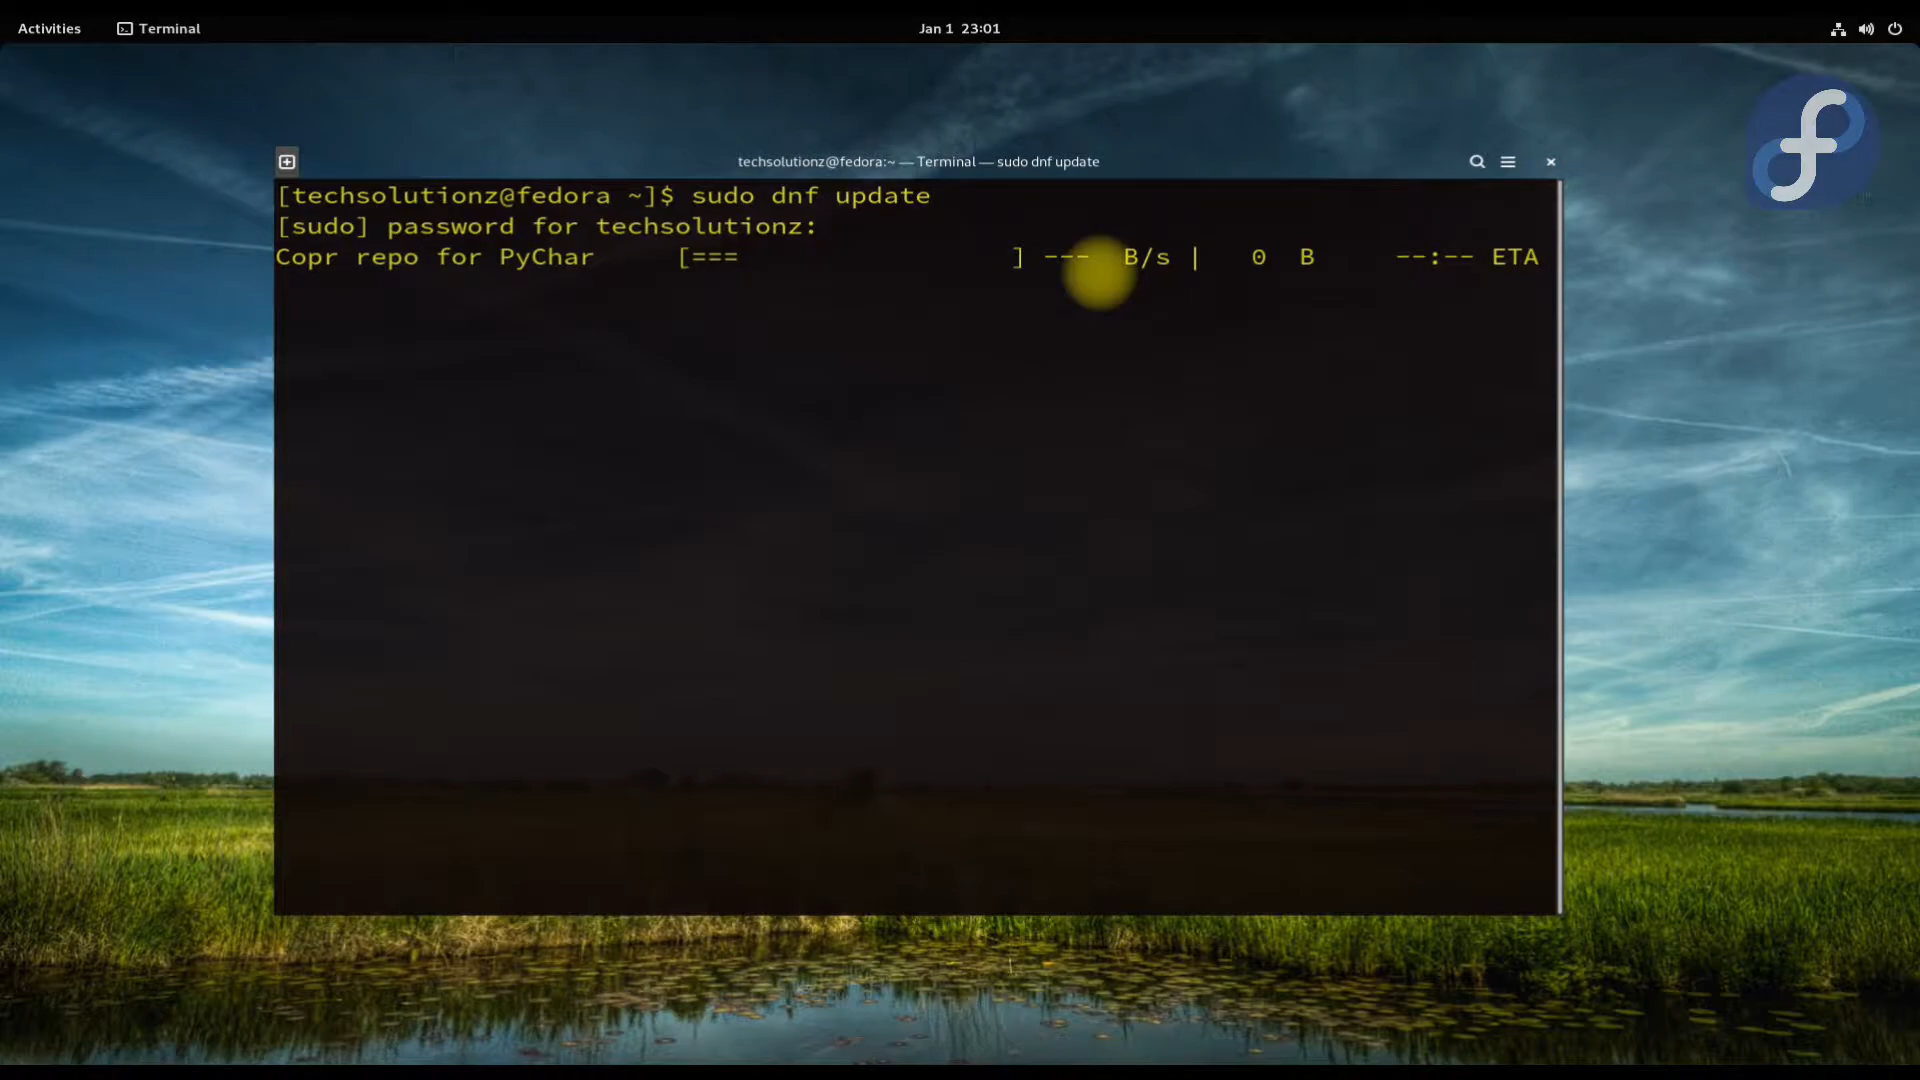 Activities Terminal Jan 1 23:01
techsolutionz@fedora:~ — Terminal — sudo dnf update
[techsolutionz@fedora ~]$ sudo dnf update
[sudo] password for techsolutionz:
Copr repo for PyChar [=== ] --- B/s | 0 B --:-- ETA